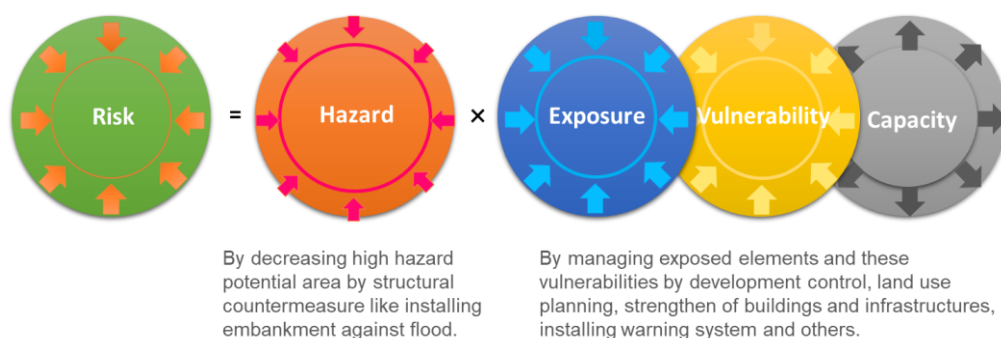 Risk
=
Hazard
×
Exposure
Vulnerability
Capacity
By decreasing high hazard
potential area by structural
countermeasure like installing
embankment against flood.
By managing exposed elements and these
vulnerabilities by development control, land use
planning, strengthen of buildings and infrastructures,
installing warning system and others.